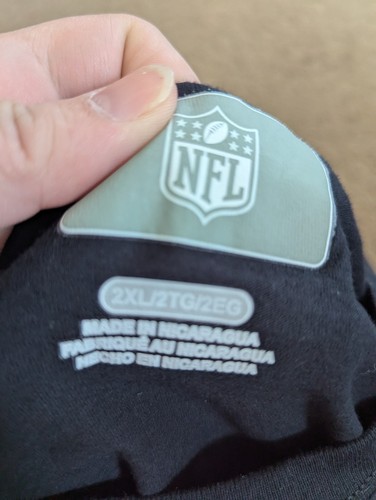 NFL
2XL/2TG/2EG
MADE IN NICARAGUA
FABRIQUÉ AU NICARAGUA
HECHO EN NICARAGUA